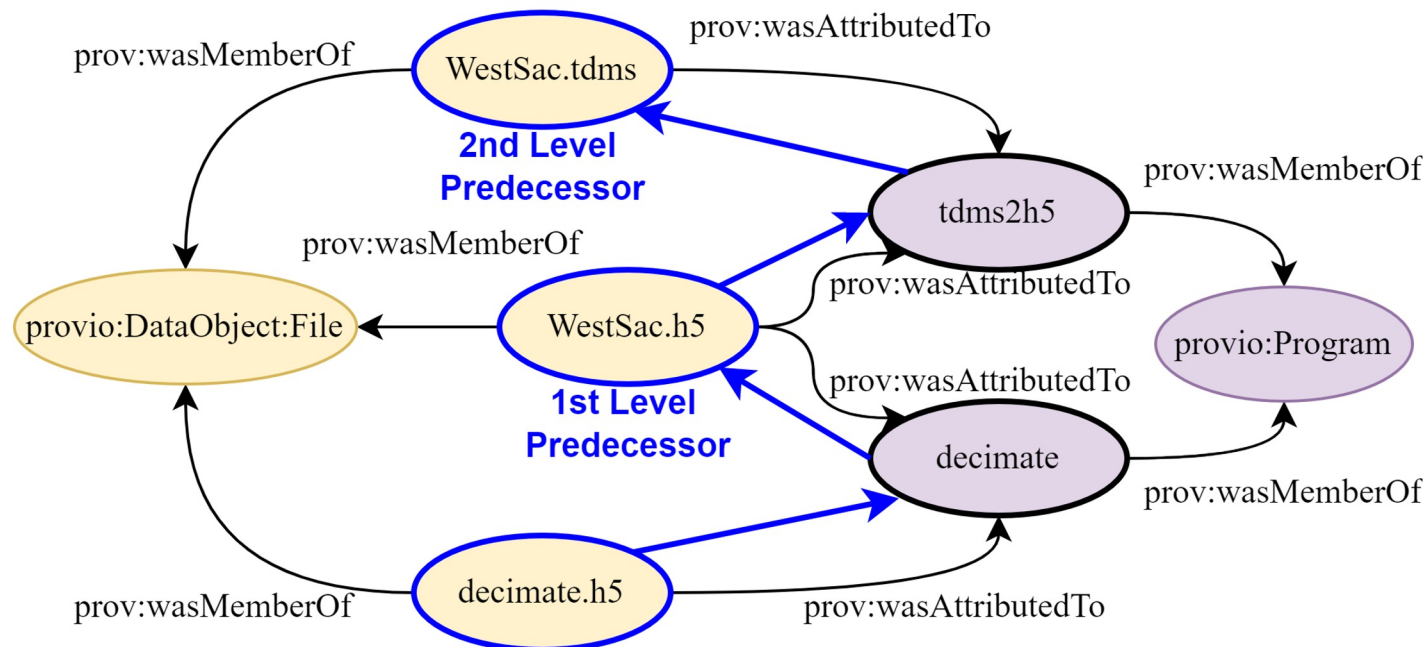 prov:wasAttributedTo
prov:wasMemberOf
WestSac.tdms
2nd Level
Predecessor
prov:wasMemberOf
tdms2h5
prov:wasMemberOf
prov:wasAttributedTo
provio:DataObject:File
WestSac.h5
provio:Program
prov:wasAttributedTo
1st Level
Predecessor
decimate
prov:wasMemberOf
decimate.h5
prov:wasMemberOf
prov:wasAttributedTo